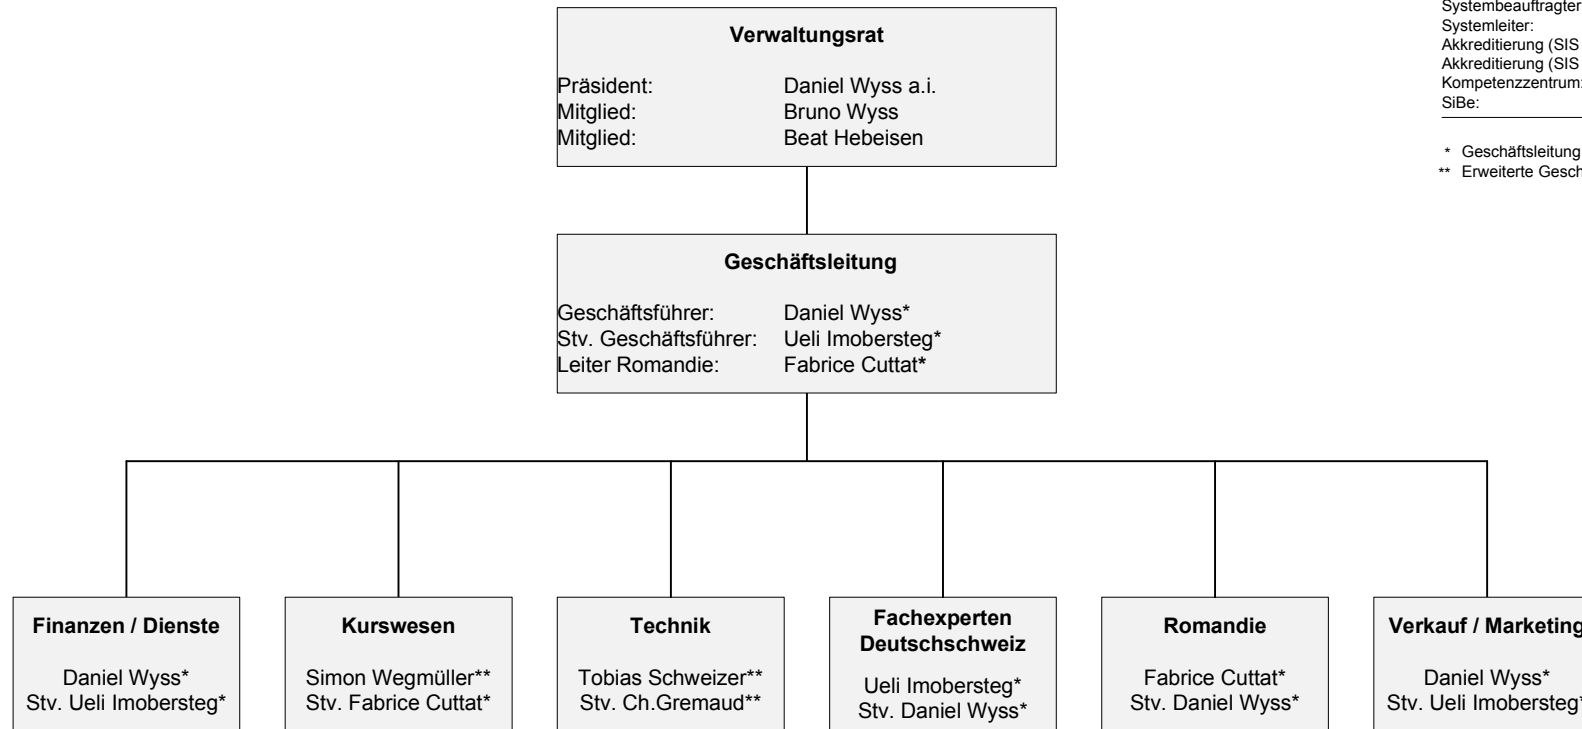 Verwaltungsrat
Präsident: Daniel Wyss a.i.
Mitglied: Bruno Wyss
Mitglied: Beat Hebeisen
Systembeauftragter
Systemleiter:
Akkreditierung (SIS
Akkreditierung (SIS
Kompetenzzentrum:
SiBe:
* Geschäftsleitung
** Erweiterte Gesch
Geschäftsleitung
Geschäftsführer: Daniel Wyss*
Stv. Geschäftsführer: Ueli Imobersteg*
Leiter Romandie: Fabrice Cuttat*
Finanzen / Dienste
Daniel Wyss*
Stv. Ueli Imobersteg*
Kurswesen
Simon Wegmüller**
Stv. Fabrice Cuttat*
Technik
Tobias Schweizer**
Stv. Ch.Gremaud**
Fachexperten
Deutschschweiz
Ueli Imobersteg*
Stv. Daniel Wyss*
Romandie
Fabrice Cuttat*
Stv. Daniel Wyss*
Verkauf / Marketing
Daniel Wyss*
Stv. Ueli Imobersteg*